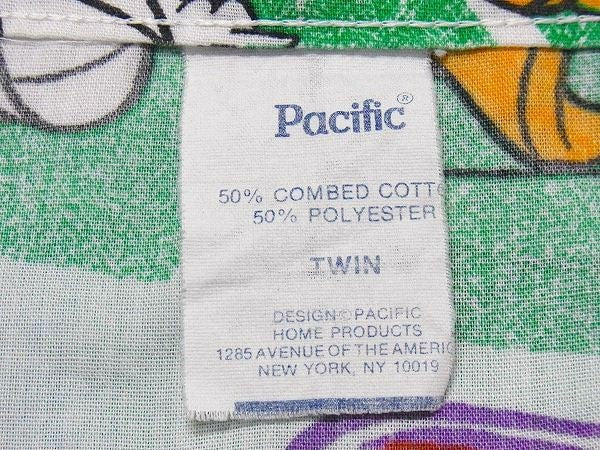 Pacific®
50% COMBED COTTO
50% POLYESTER
TWIN
DESIGN©PACIFIC
HOME PRODUCTS
1285 AVENUE OF THE AMERIC
NEW YORK, NY 10019